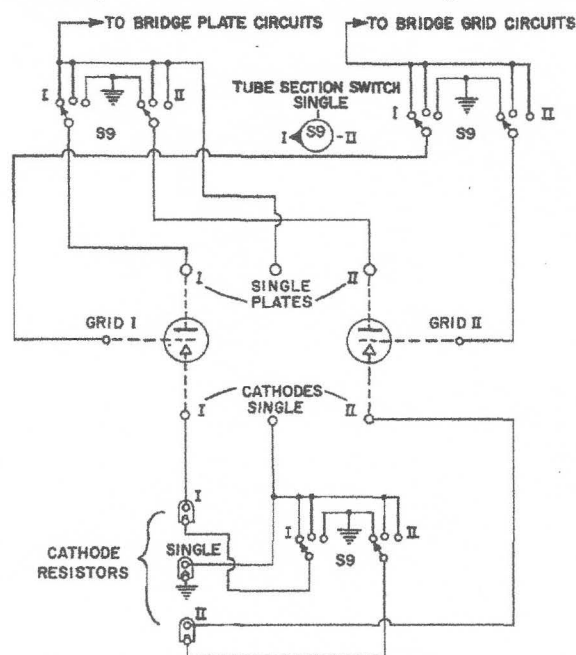 TO BRIDGE PLATE CIRCUITS
TO BRIDGE GRID CIRCUITS
TUBE SECTION SWITCH
SINGLE
I
II
S9
I S9 -II
I
II
S9
I
SINGLE
PLATES
II
GRID I
GRID II
I
CATHODES
SINGLE
II
I
CATHODE
RESISTORS
SINGLE
I
II
S9
II